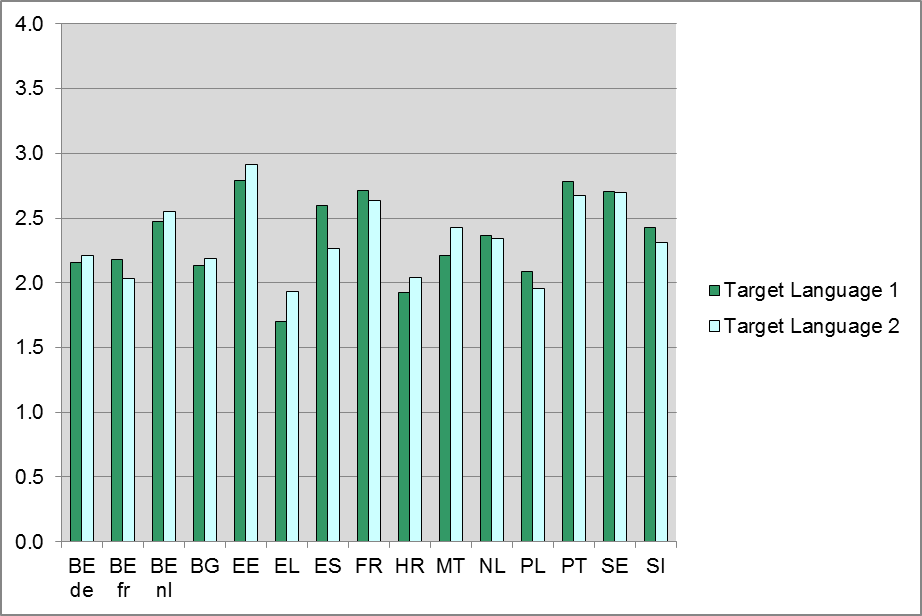 4.0
3.5
3.0
2.5
2.0
1.5
1.0
0.5
0.0
BE BE BE BG EE EL ES FR HR MT NL PL PT SE SI
de fr nl
Target Language 1
Target Language 2